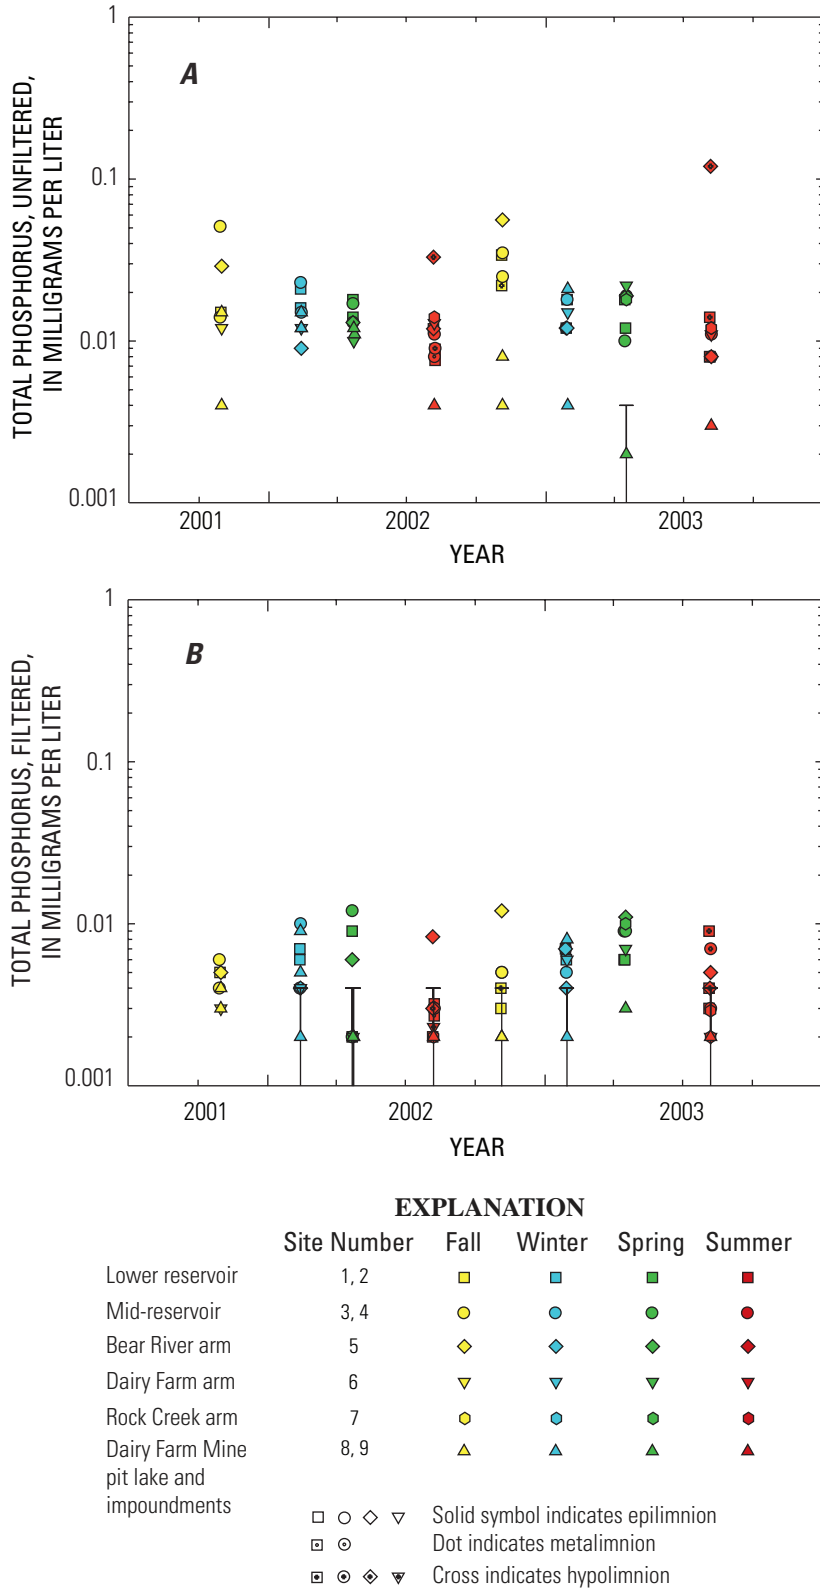 1
A
0.1
TOTAL PHOSPHORUS, UNFILTERED,
IN MILLIGRAMS PER LITER
0.01
0.001
2001 2002 2003
YEAR
1
B
0.1
TOTAL PHOSPHORUS, FILTERED,
IN MILLIGRAMS PER LITER
0.01
0.001
2001 2002 2003
YEAR
EXPLANATION
Site Number Fall Winter Spring Summer
Lower reservoir 1, 2
Mid-reservoir 3, 4
Bear River arm 5
Dairy Farm arm 6
Rock Creek arm 7
Dairy Farm Mine 8, 9
pit lake and
impoundments
Solid symbol indicates epilimnion
Dot indicates metalimnion
Cross indicates hypolimnion